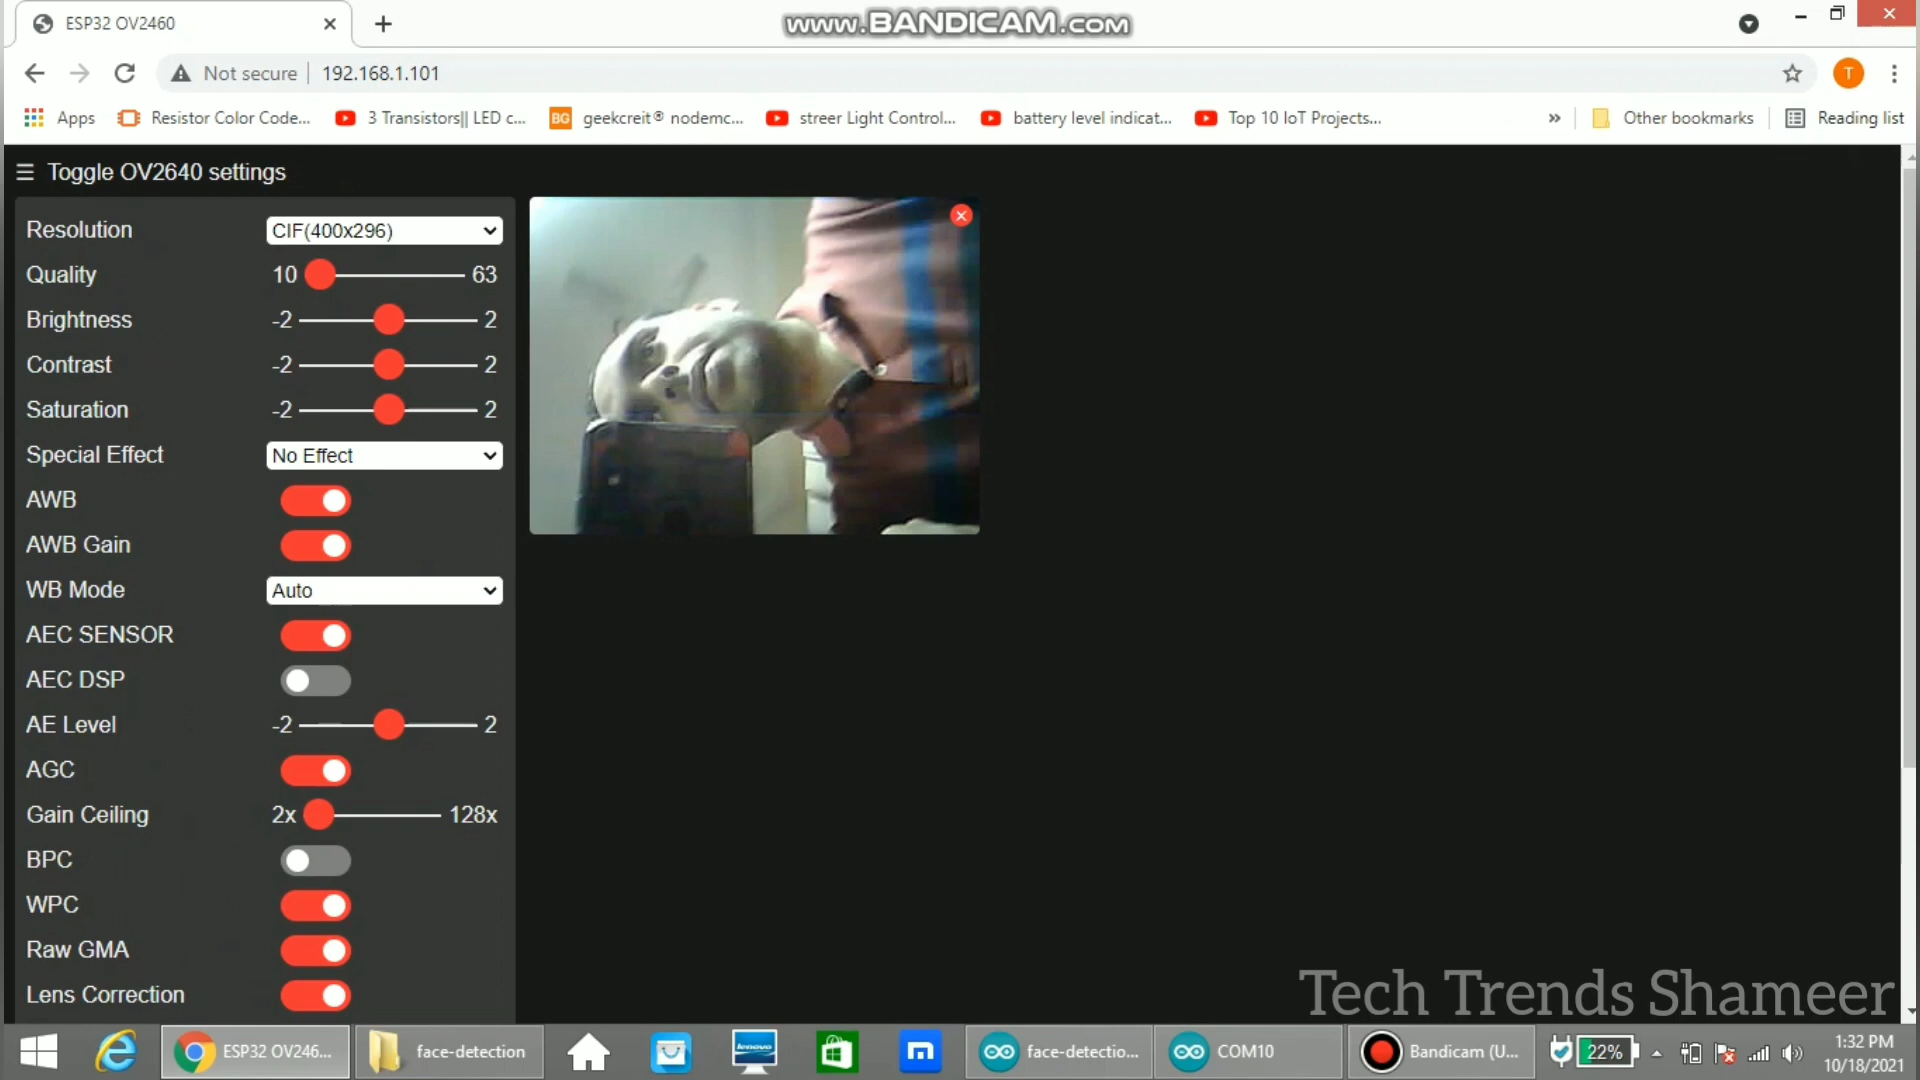 ESP32 OV2460
www.BANDICAM.com
Not secure 192.168.1.101
Apps Resistor Color Code... 3 Transistors|| LED c... BG geekcreit® nodemc... streer Light Control... battery level indicat... Top 10 IoT Projects... » Other bookmarks Reading list
T
☰ Toggle OV2640 settings
Resolution CIF(400x296)
Quality 10 63
Brightness -2 2
Contrast -2 2
Saturation -2 2
Special Effect No Effect
AWB
AWB Gain
WB Mode Auto
AEC SENSOR
AEC DSP
AE Level -2 2
AGC
Gain Ceiling 2x 128x
BPC
WPC
Raw GMA
Lens Correction
Tech Trends Shameer
ESP32 OV246... face-detection lenovo m face-detectio... COM10 Bandicam (U... 22% 1:32 PM
10/18/2021